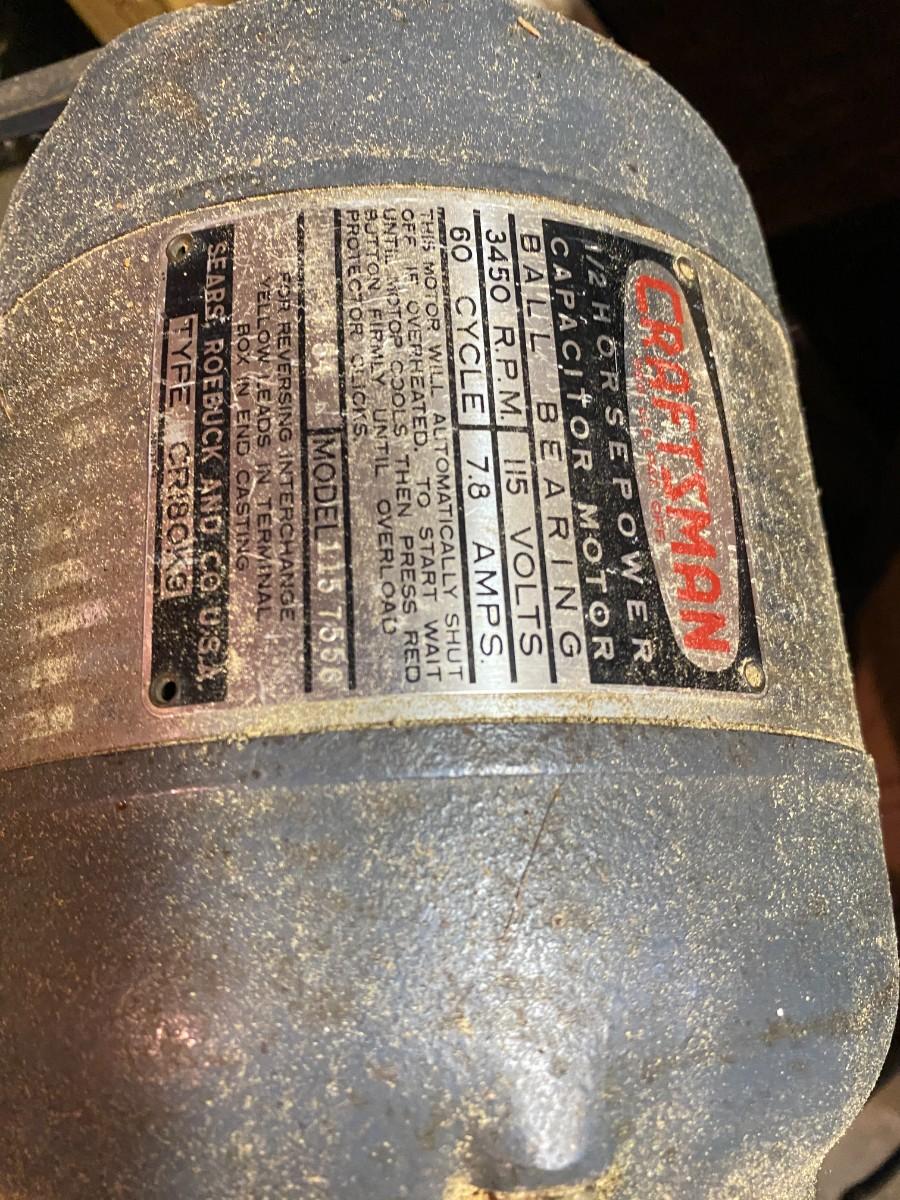 CRAFTSMAN
1/2 HORSEPOWER
CAPACITOR MOTOR
BALL BEARING
3450 R.P.M. 115 VOLTS
60 CYCLE 7.8 AMPS.
THIS MOTOR WILL AUTOMATICALLY SHUT
OFF IF OVERHEATED. TO START WAIT
UNTIL MOTOR COOLS, THEN PRESS RED
BUTTON FIRMLY UNTIL OVERLOAD
PROTECTOR CLICKS.
MODEL 115 7556
FOR REVERSING INTERCHANGE
YELLOW LEADS IN TERMINAL
BOX IN END CASTING
SEARS, ROEBUCK AND CO. U.S.A.
TYPE